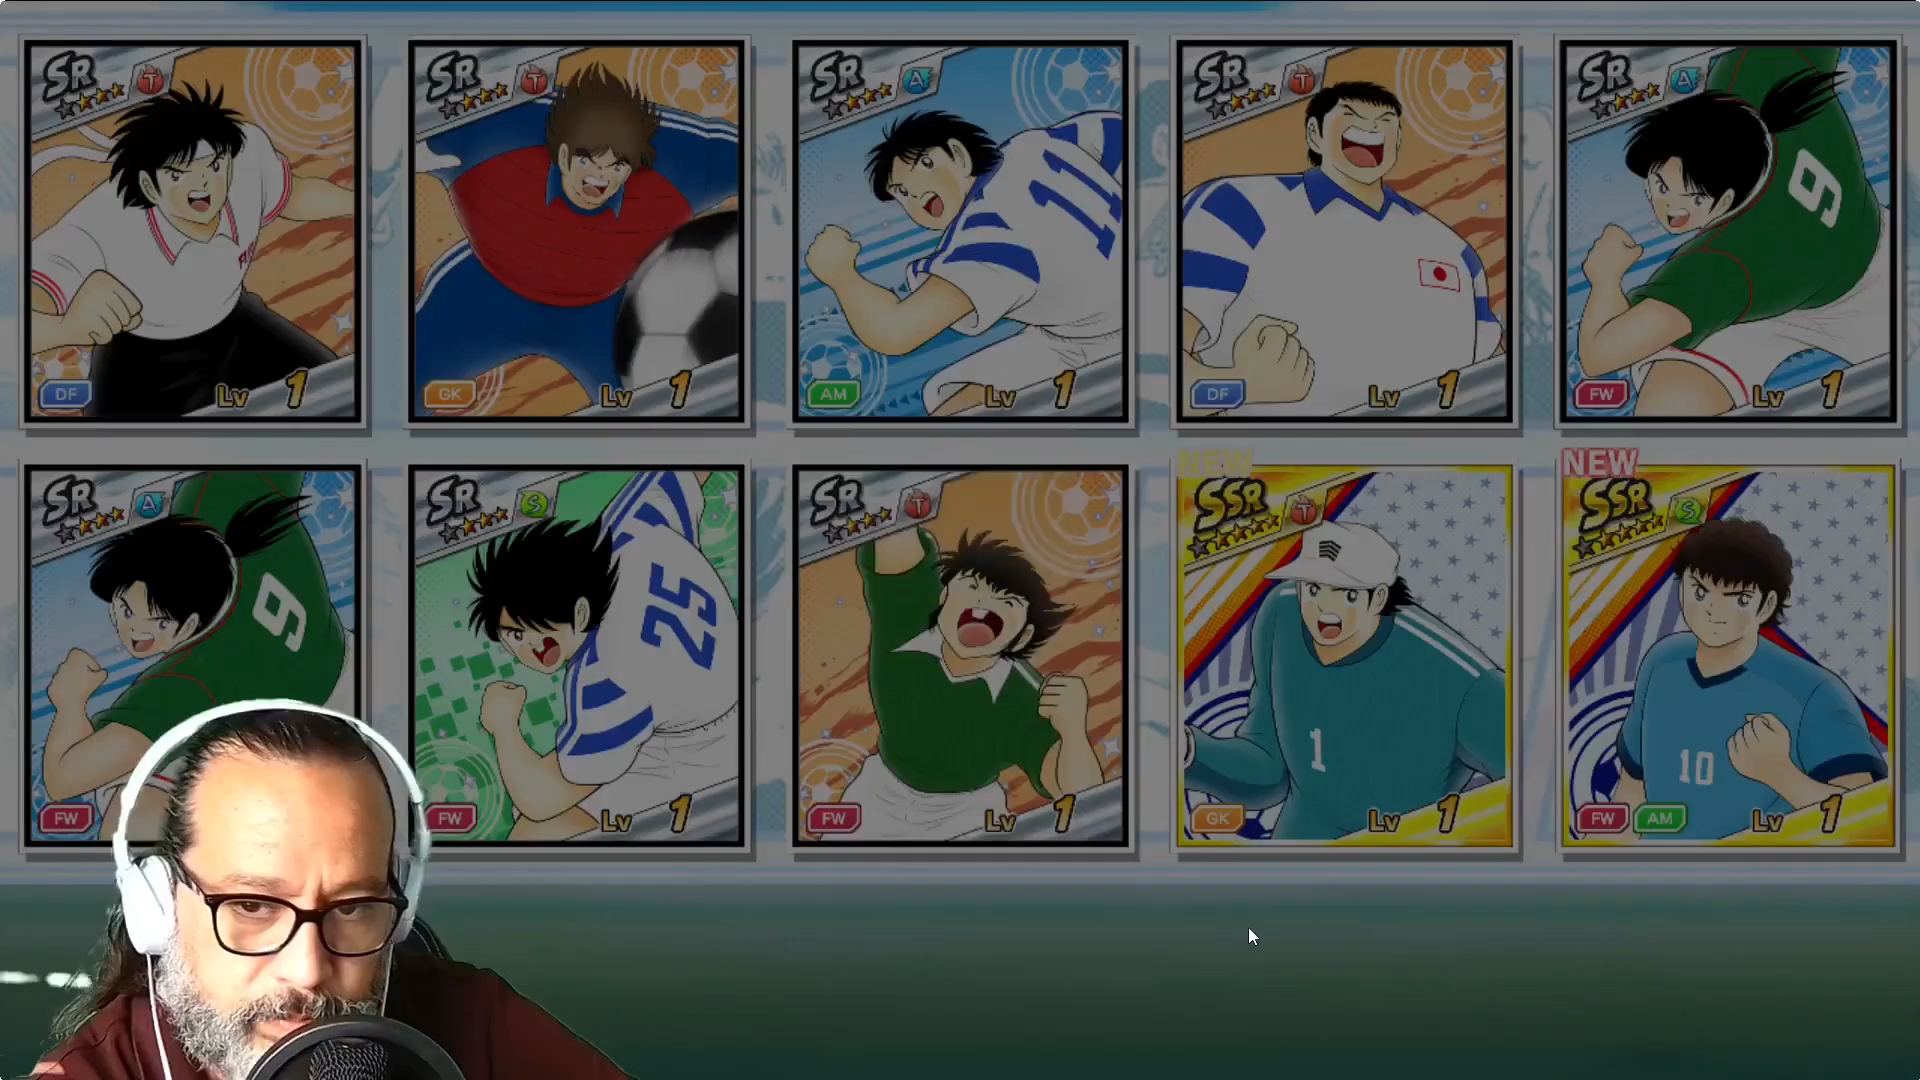 SR T
SR T
SR A
SR T
SR A
11
9
DF Lv 1
GK Lv 1
AM Lv 1
DF Lv 1
FW Lv 1
NEW
NEW
SR A
SR S
SR T
SSR T
SSR S
9
25
1
10
FW
FW Lv 1
FW Lv 1
GK Lv 1
FW AM Lv 1